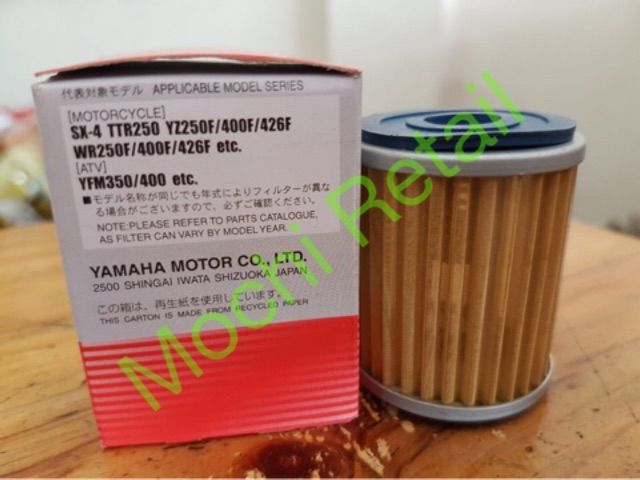 代表対象モデル APPLICABLE MODEL SERIES
[MOTORCYCLE]
SX-4 TTR250 YZ250F/400F/426F
WR250F/400F/426F etc.
[ATV]
YFM350/400 etc.
■モデル名称が同じでも年式によりフィルターが異な
る場合がございますので、必ずご確認ください。
NOTE:PLEASE REFER TO PARTS CATALOGUE,
AS FILTER CAN VARY BY MODEL YEAR.
YAMAHA MOTOR CO., LTD.
2500 SHINGAI IWATA SHIZUOKA JAPAN
この箱は、再生紙を使用しています。
THIS CARTON IS MADE FROM RECYCLED PAPER
Mochi Retail